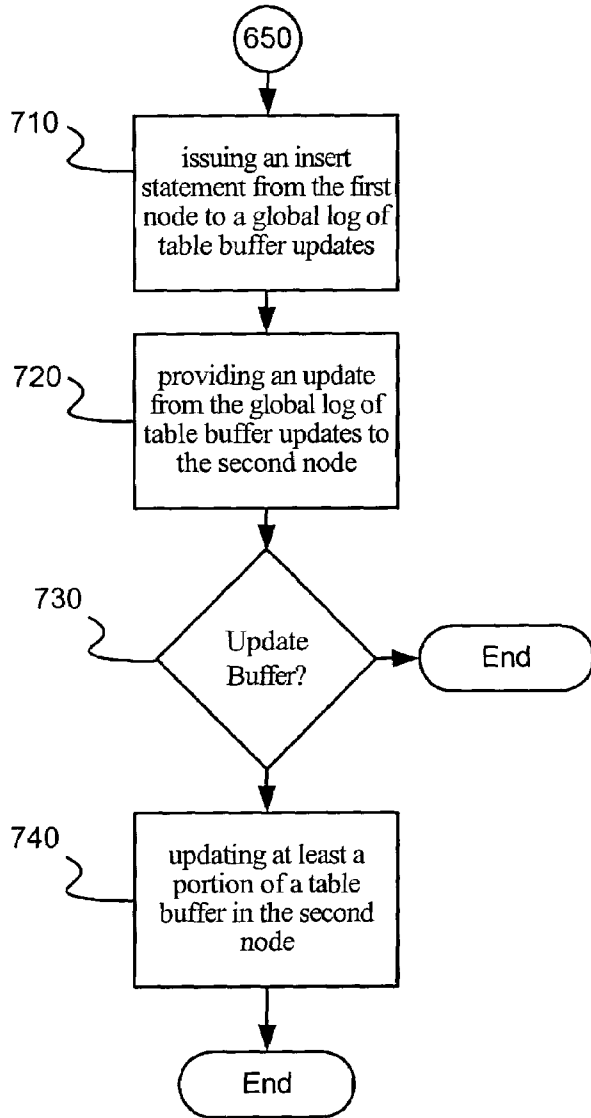 650
710
issuing an insert
statement from the first
node to a global log of
table buffer updates
720
providing an update
from the global log of
table buffer updates to
the second node
730
Update
Buffer?
End
740
updating at least a
portion of a table
buffer in the second
node
End